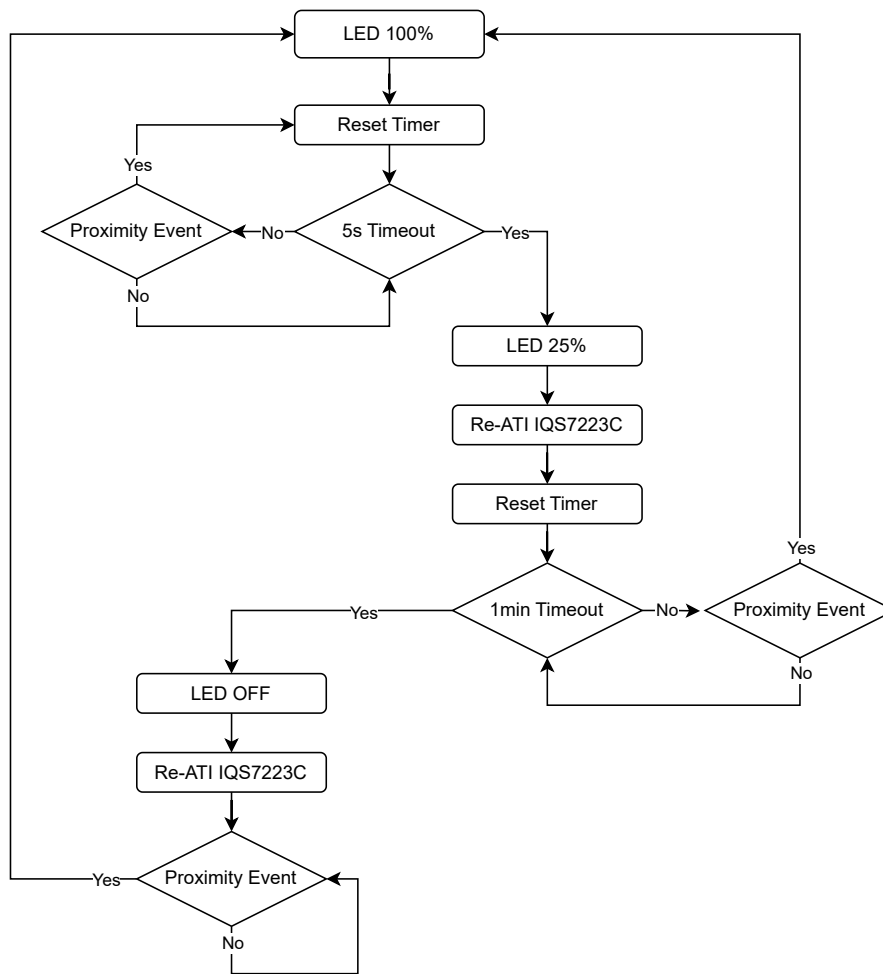 LED 100%
Reset Timer
Yes
Proximity Event
No
5s Timeout
Yes
No
LED 25%
Re-ATI IQS7223C
Reset Timer
Yes
Yes
1min Timeout
No
Proximity Event
No
LED OFF
Re-ATI IQS7223C
Proximity Event
Yes
No